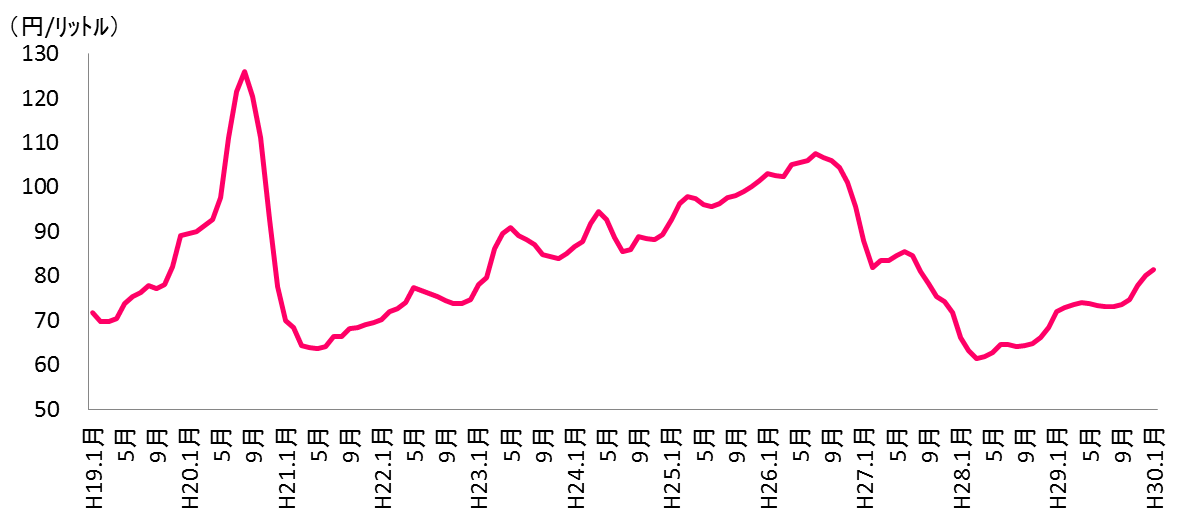 （円/ﾘｯﾄﾙ）
130
120
110
100
90
80
70
60
50
H19.1月
5月
9月
H20.1月
5月
9月
H21.1月
5月
9月
H22.1月
5月
9月
H23.1月
5月
9月
H24.1月
5月
9月
H25.1月
5月
9月
H26.1月
5月
9月
H27.1月
5月
9月
H28.1月
5月
9月
H29.1月
5月
9月
H30.1月